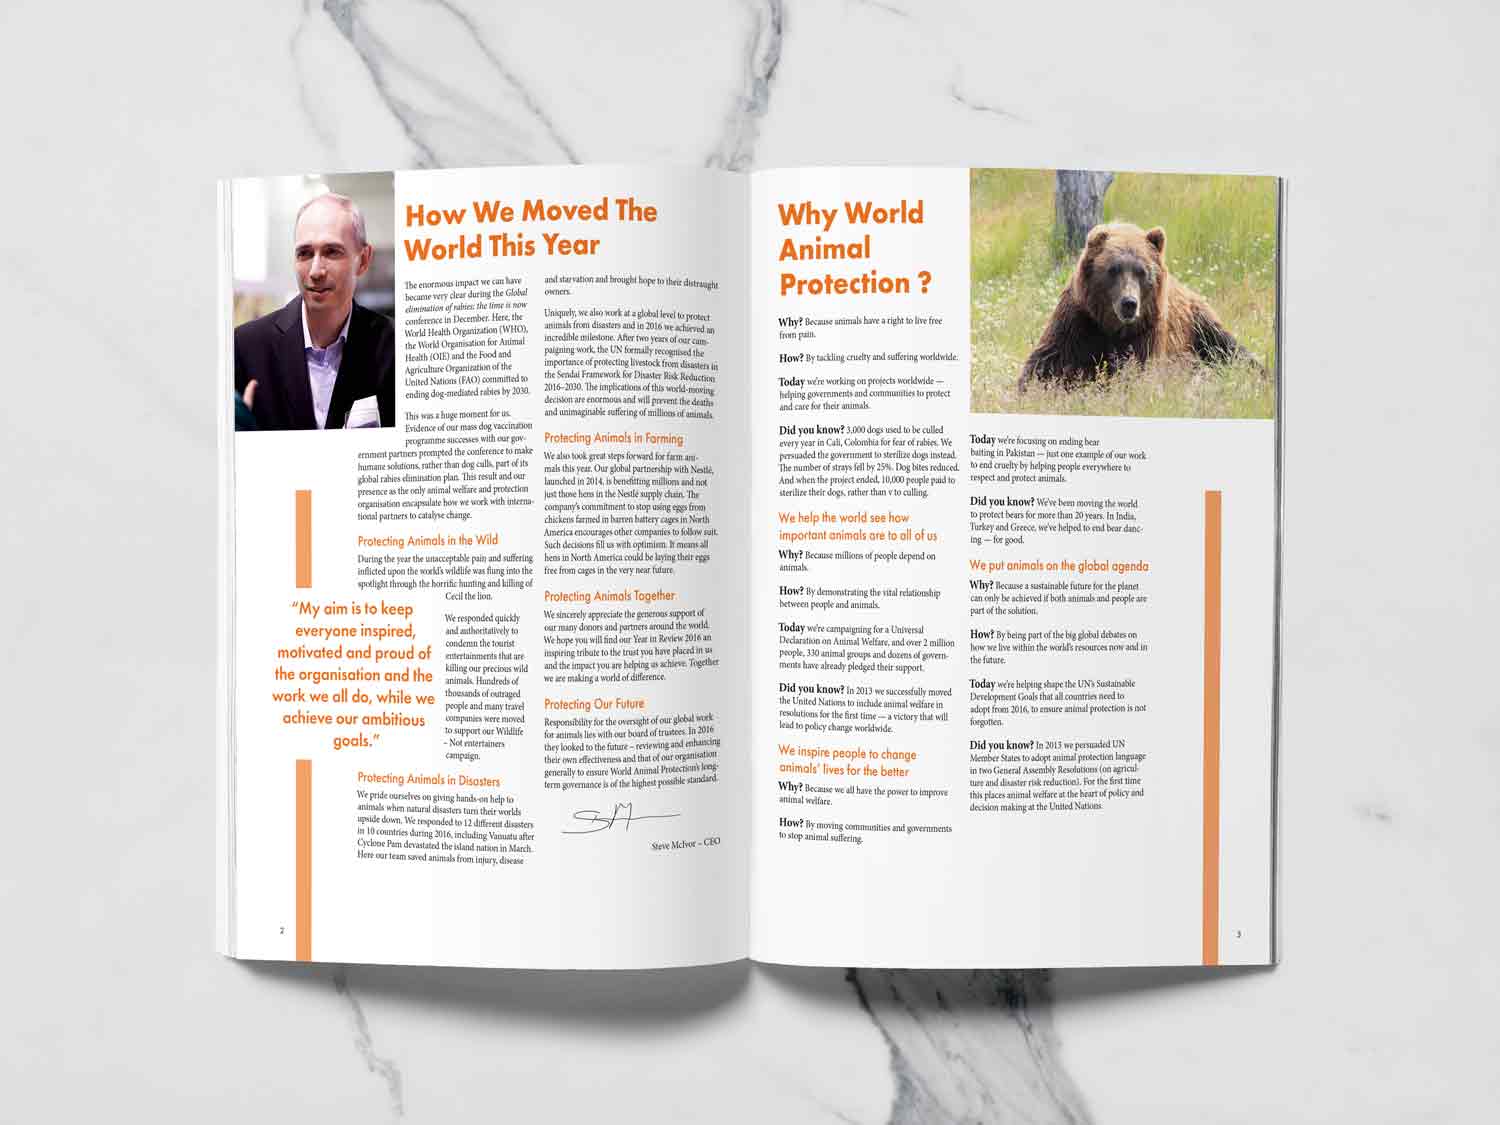 How We Moved The
World This Year
The enormous impact we can have
became very clear during the Global
elimination of rabies: the time is now
conference in December. Here, the
World Health Organization (WHO),
the World Organisation for Animal
Health (OIE) and the Food and
Agriculture Organization of the
United Nations (FAO) committed to
ending dog-mediated rabies by 2030.
This was a huge moment for us.
Evidence of our mass dog vaccination
programme successes with our gov-
ernment partners prompted the conference to make
humane solutions, rather than dog culls, part of its
global rabies elimination plan. This result and our
presence as the only animal welfare and protection
organisation encapsulate how we work with interna-
tional partners to catalyse change.
Protecting Animals in the Wild
During the year the unacceptable pain and suffering
inflicted upon the world's wildlife was flung into the
spotlight through the horrific hunting and killing of
Cecil the lion.
We responded quickly
and authoritatively to
condemn the tourist
entertainments that are
killing our precious wild
animals. Hundreds of
thousands of outraged
people and many travel
companies were moved
to support our Wildlife
- Not entertainers
campaign.
"My aim is to keep
everyone inspired,
motivated and proud of
the organisation and the
work we all do, while we
achieve our ambitious
goals."
Protecting Animals in Disasters
We pride ourselves on giving hands-on help to
animals when natural disasters turn their worlds
upside down. We responded to 12 different disasters
in 10 countries during 2016, including Vanuatu after
Cyclone Pam devastated the island nation in March.
Here our team saved animals from injury, disease
and starvation and brought hope to their distraught
owners.
Uniquely, we also work at a global level to protect
animals from disasters and in 2016 we achieved an
incredible milestone. After two years of our cam-
paigning work, the UN formally recognised the
importance of protecting livestock from disasters in
the Sendai Framework for Disaster Risk Reduction
2016–2030. The implications of this world-moving
decision are enormous and will prevent the deaths
and unimaginable suffering of millions of animals.
Protecting Animals in Farming
We also took great steps forward for farm ani-
mals this year. Our global partnership with Nestlé,
launched in 2014, is benefitting millions and not
just those hens in the Nestlé supply chain. The
company's commitment to stop using eggs from
chickens farmed in barren battery cages in North
America encourages other companies to follow suit.
Such decisions fill us with optimism. It means all
hens in North America could be laying their eggs
free from cages in the very near future.
Protecting Animals Together
We sincerely appreciate the generous support of
our many donors and partners around the world.
We hope you will find our Year in Review 2016 an
inspiring tribute to the trust you have placed in us
and the impact you are helping us achieve. Together
we are making a world of difference.
Protecting Our Future
Responsibility for the oversight of our global work
for animals lies with our board of trustees. In 2016
they looked to the future – reviewing and enhancing
their own effectiveness and that of our organisation
generally to ensure World Animal Protection's long-
term governance is of the highest possible standard.
Steve McIvor – CEO
2
Why World
Animal
Protection ?
Why? Because animals have a right to live free
from pain.
How? By tackling cruelty and suffering worldwide.
Today we're working on projects worldwide —
helping governments and communities to protect
and care for their animals.
Did you know? 3,000 dogs used to be culled
every year in Cali, Colombia for fear of rabies. We
persuaded the government to sterilize dogs instead.
The number of strays fell by 25%. Dog bites reduced.
And when the project ended, 10,000 people paid to
sterilize their dogs, rather than v to culling.
We help the world see how
important animals are to all of us
Why? Because millions of people depend on
animals.
How? By demonstrating the vital relationship
between people and animals.
Today we're campaigning for a Universal
Declaration on Animal Welfare, and over 2 million
people, 330 animal groups and dozens of govern-
ments have already pledged their support.
Did you know? In 2013 we successfully moved
the United Nations to include animal welfare in
resolutions for the first time — a victory that will
lead to policy change worldwide.
We inspire people to change
animals' lives for the better
Why? Because we all have the power to improve
animal welfare.
How? By moving communities and governments
to stop animal suffering.
Today we're focusing on ending bear
baiting in Pakistan — just one example of our work
to end cruelty by helping people everywhere to
respect and protect animals.
Did you know? We've been moving the world
to protect bears for more than 20 years. In India,
Turkey and Greece, we've helped to end bear danc-
ing — for good.
We put animals on the global agenda
Why? Because a sustainable future for the planet
can only be achieved if both animals and people are
part of the solution.
How? By being part of the big global debates on
how we live within the world's resources now and in
the future.
Today we're helping shape the UN's Sustainable
Development Goals that all countries need to
adopt from 2016, to ensure animal protection is not
forgotten.
Did you know? In 2013 we persuaded UN
Member States to adopt animal protection language
in two General Assembly Resolutions (on agricul-
ture and disaster risk reduction). For the first time
this places animal welfare at the heart of policy and
decision making at the United Nations.
3